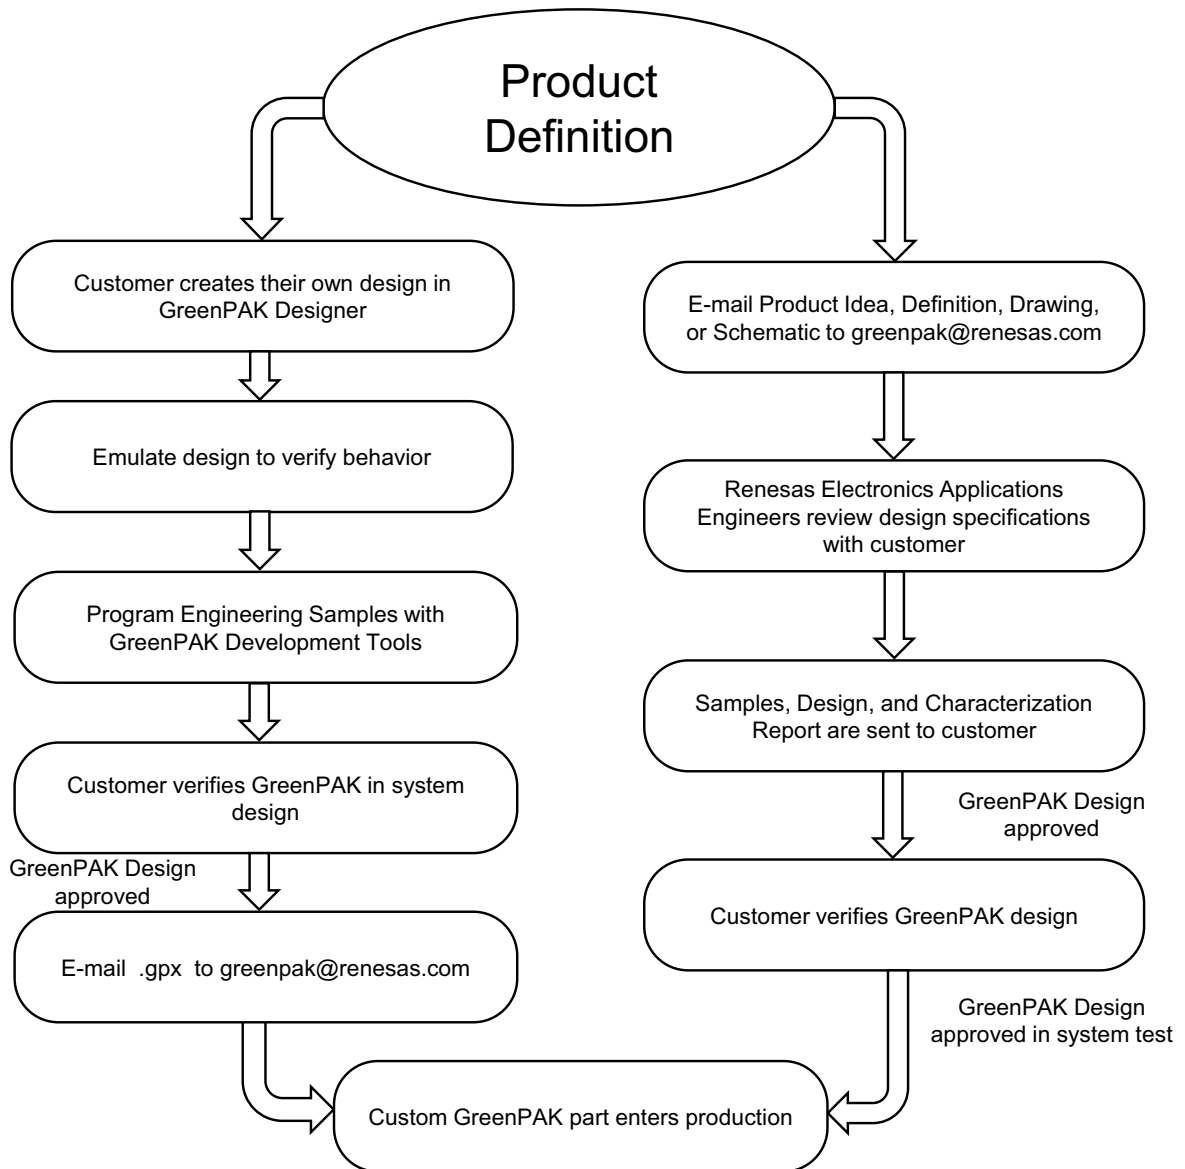 Product
Definition
Customer creates their own design in
GreenPAK Designer
Emulate design to verify behavior
Program Engineering Samples with
GreenPAK Development Tools
Customer verifies GreenPAK in system
design
GreenPAK Design
approved
E-mail .gpx to greenpak@renesas.com
E-mail Product Idea, Definition, Drawing,
or Schematic to greenpak@renesas.com
Renesas Electronics Applications
Engineers review design specifications
with customer
Samples, Design, and Characterization
Report are sent to customer
GreenPAK Design
approved
Customer verifies GreenPAK design
GreenPAK Design
approved in system test
Custom GreenPAK part enters production